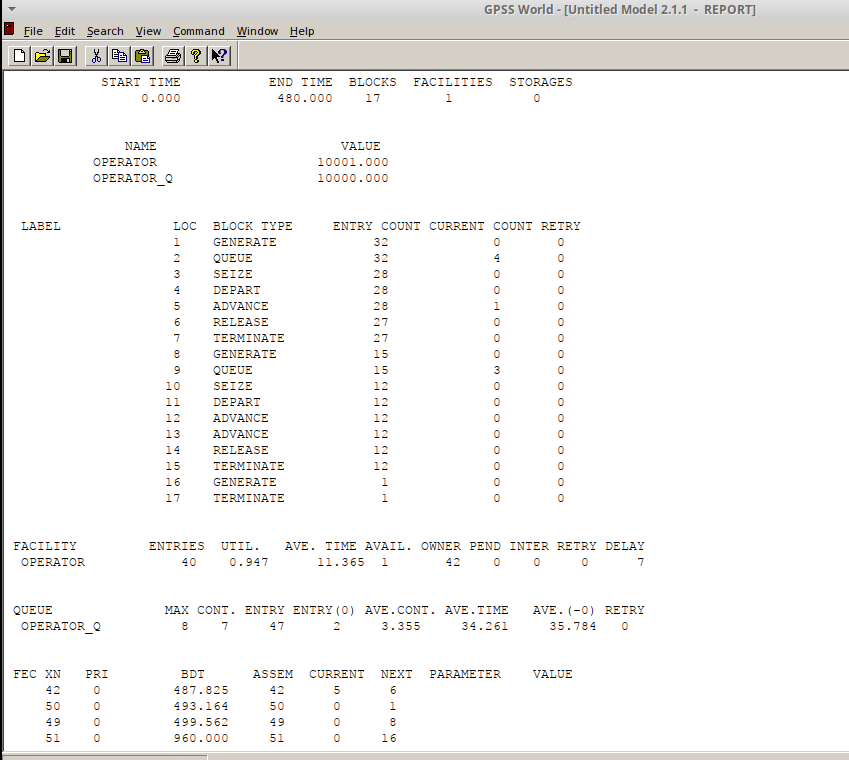 GPSS World - [Untitled Model 2.1.1 - REPORT]
File Edit Search View Command Window Help
START TIME END TIME BLOCKS FACILITIES STORAGES
0.000 480.000 17 1 0
NAME VALUE
OPERATOR 10001.000
OPERATOR_Q 10000.000
LABEL LOC BLOCK TYPE ENTRY COUNT CURRENT COUNT RETRY
1 GENERATE 32 0 0
2 QUEUE 32 4 0
3 SEIZE 28 0 0
4 DEPART 28 0 0
5 ADVANCE 28 1 0
6 RELEASE 27 0 0
7 TERMINATE 27 0 0
8 GENERATE 15 0 0
9 QUEUE 15 3 0
10 SEIZE 12 0 0
11 DEPART 12 0 0
12 ADVANCE 12 0 0
13 ADVANCE 12 0 0
14 RELEASE 12 0 0
15 TERMINATE 12 0 0
16 GENERATE 1 0 0
17 TERMINATE 1 0 0
FACILITY ENTRIES UTIL. AVE. TIME AVAIL. OWNER PEND INTER RETRY DELAY
OPERATOR 40 0.947 11.365 1 42 0 0 0 7
QUEUE MAX CONT. ENTRY ENTRY(0) AVE.CONT. AVE.TIME AVE.(-0) RETRY
OPERATOR_Q 8 7 47 2 3.355 34.261 35.784 0
FEC XN PRI BDT ASSEM CURRENT NEXT PARAMETER VALUE
42 0 487.825 42 5 6
50 0 493.164 50 0 1
49 0 499.562 49 0 8
51 0 960.000 51 0 16